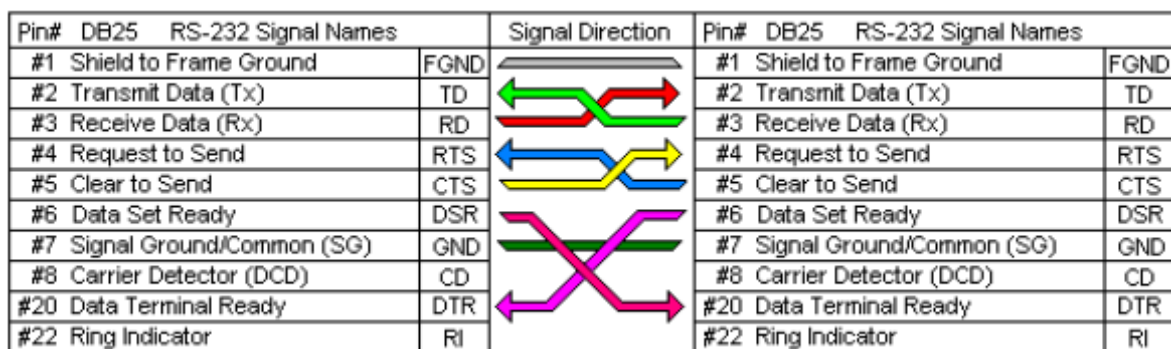 Pin# DB25 RS-232 Signal Names Signal Direction Pin# DB25 RS-232 Signal Names
#1 Shield to Frame Ground FGND #1 Shield to Frame Ground FGND
#2 Transmit Data (Tx) TD #2 Transmit Data (Tx) TD
#3 Receive Data (Rx) RD #3 Receive Data (Rx) RD
#4 Request to Send RTS #4 Request to Send RTS
#5 Clear to Send CTS #5 Clear to Send CTS
#6 Data Set Ready DSR #6 Data Set Ready DSR
#7 Signal Ground/Common (SG) GND #7 Signal Ground/Common (SG) GND
#8 Carrier Detector (DCD) CD #8 Carrier Detector (DCD) CD
#20 Data Terminal Ready DTR #20 Data Terminal Ready DTR
#22 Ring Indicator RI #22 Ring Indicator RI